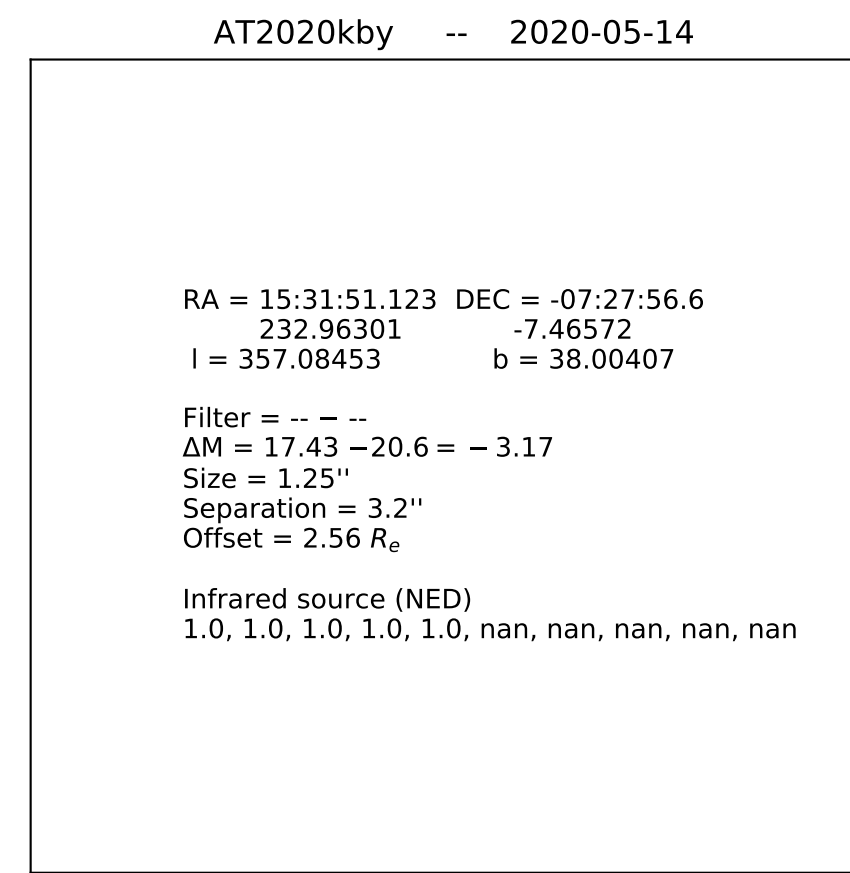 AT2020kby -- 2020-05-14
RA = 15:31:51.123 DEC = -07:27:56.6
232.96301 -7.46572
l = 357.08453 b = 38.00407
Filter = -- − --
ΔM = 17.43 −20.6 = − 3.17
Size = 1.25''
Separation = 3.2''
Offset = 2.56 Re
Infrared source (NED)
1.0, 1.0, 1.0, 1.0, 1.0, nan, nan, nan, nan, nan